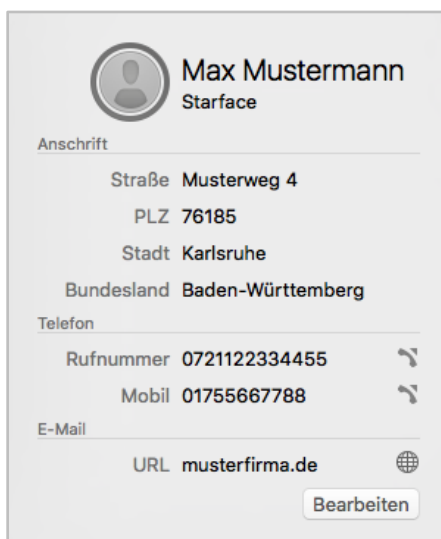 Max Mustermann
Starface
Anschrift
Straße Musterweg 4
PLZ 76185
Stadt Karlsruhe
Bundesland Baden-Württemberg
Telefon
Rufnummer 0721122334455
Mobil 01755667788
E-Mail
URL musterfirma.de
Bearbeiten